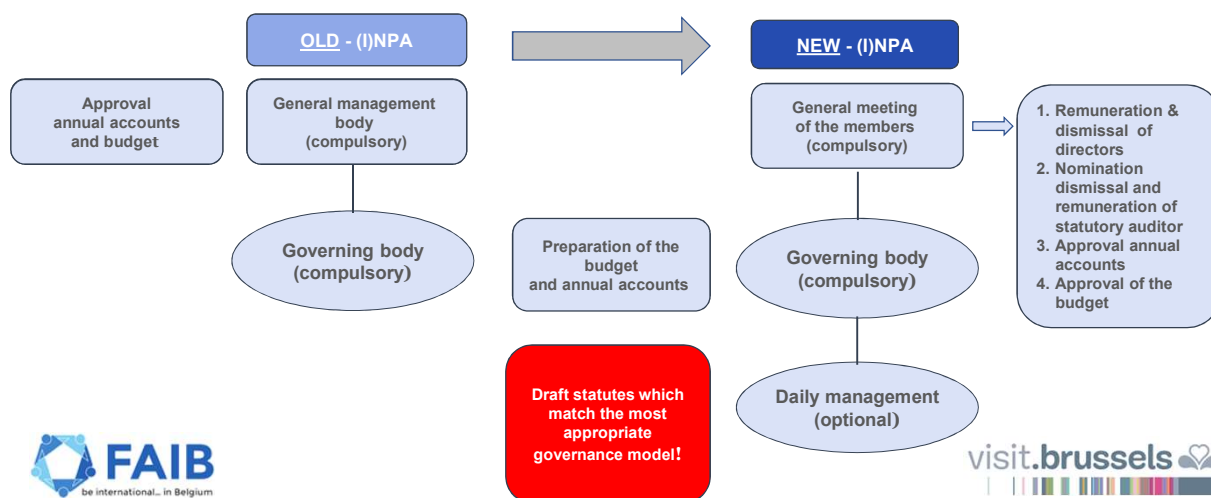 OLD - (I)NPA
NEW - (I)NPA
Approval
annual accounts
and budget
General management
body
(compulsory)
Governing body
(compulsory)
General meeting
of the members
(compulsory)
1. Remuneration &
dismissal of
directors
2. Nomination
dismissal and
remuneration of
statutory auditor
3. Approval annual
accounts
4. Approval of the
budget
Preparation of the
budget
and annual accounts
Governing body
(compulsory)
Draft statutes which
match the most
appropriate
governance model!
Daily management
(optional)
FAIB
be international... in Belgium
visit.brussels